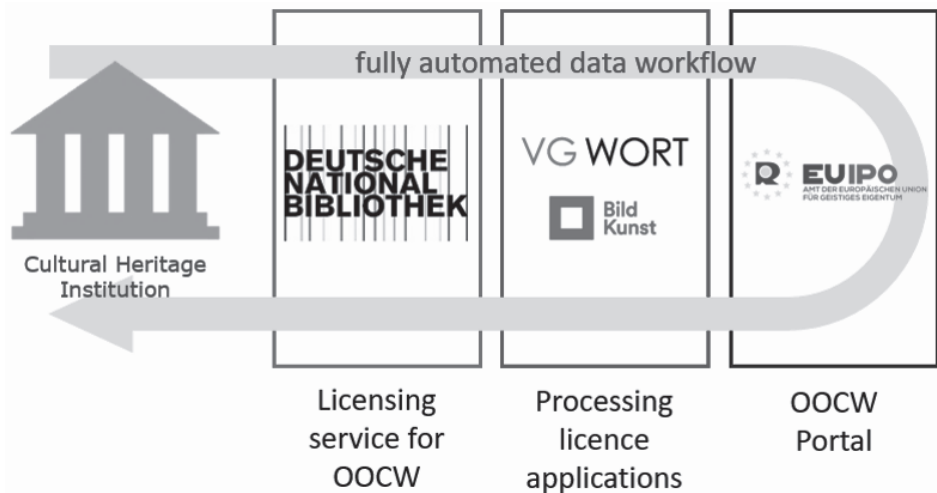 fully automated data workflow
Cultural Heritage
Institution
DEUTSCHE
NATIONAL
BIBLIOTHEK
VG WORT
Bild
Kunst
R
EUIPO
AMT DER EUROPÄISCHEN UNION
FÜR GEISTIGES EIGENTUM
Licensing
service for
OOCW
Processing
licence
applications
OOCW
Portal